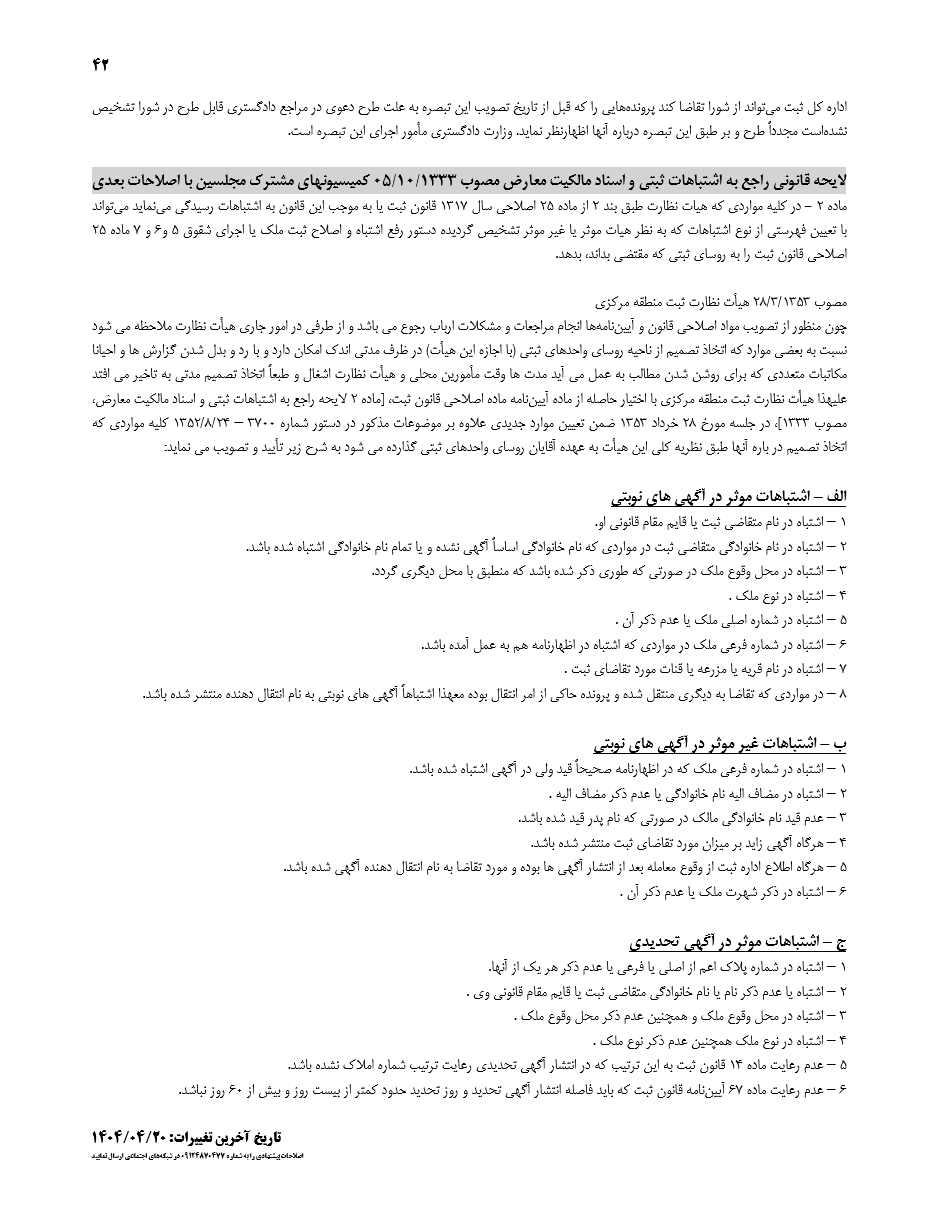 ۴۲
اداره کل ثبت می‌تواند از شورا تقاضا کند پرونده‌هایی را که قبل از تاریخ تصویب این تبصره به علت طرح دعوی در مراجع دادگستری قابل طرح در شورا تشخیص
نشده‌است مجدداً طرح و بر طبق این تبصره درباره آنها اظهارنظر نماید. وزارت دادگستری مأمور اجرای این تبصره است.
لایحه قانونی راجع به اشتباهات ثبتی و اسناد مالکیت معارض مصوب ۰۵/۱۰/۱۳۳۳ کمیسیونهای مشترک مجلسین با اصلاحات بعدی
ماده ۲ - در کلیه مواردی که هیات نظارت طبق بند ۲ از ماده ۲۵ اصلاحی سال ۱۳۱۷ قانون ثبت یا به موجب این قانون به اشتباهات رسیدگی می‌نماید می‌تواند
با تعیین فهرستی از نوع اشتباهات که به نظر هیات موثر یا غیر موثر تشخیص گردیده دستور رفع اشتباه و اصلاح ثبت ملک یا اجرای شقوق ۵ و۶ و ۷ ماده ۲۵
اصلاحی قانون ثبت را به روسای ثبتی که مقتضی بداند، بدهد.
مصوب ۲۸/۳/۱۳۵۳ هیأت نظارت ثبت منطقه مرکزی
چون منظور از تصویب مواد اصلاحی قانون و آیین‌نامه‌ها انجام مراجعات و مشکلات ارباب رجوع می باشد و از طرفی در امور جاری هیأت نظارت ملاحظه می شود
نسبت به بعضی موارد که اتخاذ تصمیم از ناحیه روسای واحدهای ثبتی (با اجازه این هیأت) در ظرف مدتی اندک امکان دارد و با رد و بدل شدن گزارش ها و احیانا
مکاتبات متعددی که برای روشن شدن مطالب به عمل می آید مدت ها وقت مأمورین محلی و هیأت نظارت اشغال و طبعاً اتخاذ تصمیم مدتی به تاخیر می افتد
علیهذا هیأت نظارت ثبت منطقه مرکزی با اختیار حاصله از ماده آیین‌نامه ماده اصلاحی قانون ثبت، [ماده ۲ لایحه راجع به اشتباهات ثبتی و اسناد مالکیت معارض،
مصوب ۱۳۳۳]، در جلسه مورخ ۲۸ خرداد ۱۳۵۳ ضمن تعیین موارد جدیدی علاوه بر موضوعات مذکور در دستور شماره ۳۷۰۰ – ۱۳۵۲/۸/۲۴ کلیه مواردی که
اتخاذ تصمیم در باره آنها طبق نظریه کلی این هیأت به عهده آقایان روسای واحدهای ثبتی گذارده می شود به شرح زیر تأیید و تصویب می نماید:
الف – اشتباهات موثر در آگهی های نوبتی
۱ – اشتباه در نام متقاضی ثبت یا قایم مقام قانونی او.
۲ – اشتباه در نام خانوادگی متقاضی ثبت در مواردی که نام خانوادگی اساساً آگهی نشده و یا تمام نام خانوادگی اشتباه شده باشد.
۳ – اشتباه در محل وقوع ملک در صورتی که طوری ذکر شده باشد که منطبق با محل دیگری گردد.
۴ – اشتباه در نوع ملک .
۵ – اشتباه در شماره اصلی ملک یا عدم ذکر آن .
۶ – اشتباه در شماره فرعی ملک در مواردی که اشتباه در اظهارنامه هم به عمل آمده باشد.
۷ – اشتباه در نام قریه یا مزرعه یا قنات مورد تقاضای ثبت .
۸ – در مواردی که تقاضا به دیگری منتقل شده و پرونده حاکی از امر انتقال بوده معهذا اشتباهاً آگهی های نوبتی به نام انتقال دهنده منتشر شده باشد.
ب – اشتباهات غیر موثر در آگهی های نوبتی
۱ – اشتباه در شماره فرعی ملک که در اظهارنامه صحیحاً قید ولی در آگهی اشتباه شده باشد.
۲ – اشتباه در مضاف الیه نام خانوادگی یا عدم ذکر مضاف الیه .
۳ – عدم قید نام خانوادگی مالک در صورتی که نام پدر قید شده باشد.
۴ – هرگاه آگهی زاید بر میزان مورد تقاضای ثبت منتشر شده باشد.
۵ – هرگاه اطلاع اداره ثبت از وقوع معامله بعد از انتشار آگهی ها بوده و مورد تقاضا به نام انتقال دهنده آگهی شده باشد.
۶ – اشتباه در ذکر شهرت ملک یا عدم ذکر آن .
ج – اشتباهات موثر در آگهی تحدیدی
۱ – اشتباه در شماره پلاک اعم از اصلی یا فرعی یا عدم ذکر هر یک از آنها.
۲ – اشتباه یا عدم ذکر نام یا نام خانوادگی متقاضی ثبت یا قایم مقام قانونی وی .
۳ – اشتباه در محل وقوع ملک و همچنین عدم ذکر محل وقوع ملک .
۴ – اشتباه در نوع ملک همچنین عدم ذکر نوع ملک .
۵ – عدم رعایت ماده ۱۴ قانون ثبت به این ترتیب که در انتشار آگهی تحدیدی رعایت ترتیب شماره املاک نشده باشد.
۶ – عدم رعایت ماده ۶۷ آیین‌نامه قانون ثبت که باید فاصله انتشار آگهی تحدید و روز تحدید حدود کمتر از بیست روز و بیش از ۶۰ روز نباشد.
تاریخ آخرین تغییرات: ۱۴۰۴/۰۴/۲۰
اصلاحات پیشنهادی را به شماره ۰۹۱۲۴۸۷۰۴۷۷ در شبکه‌های اجتماعی ارسال نمایید